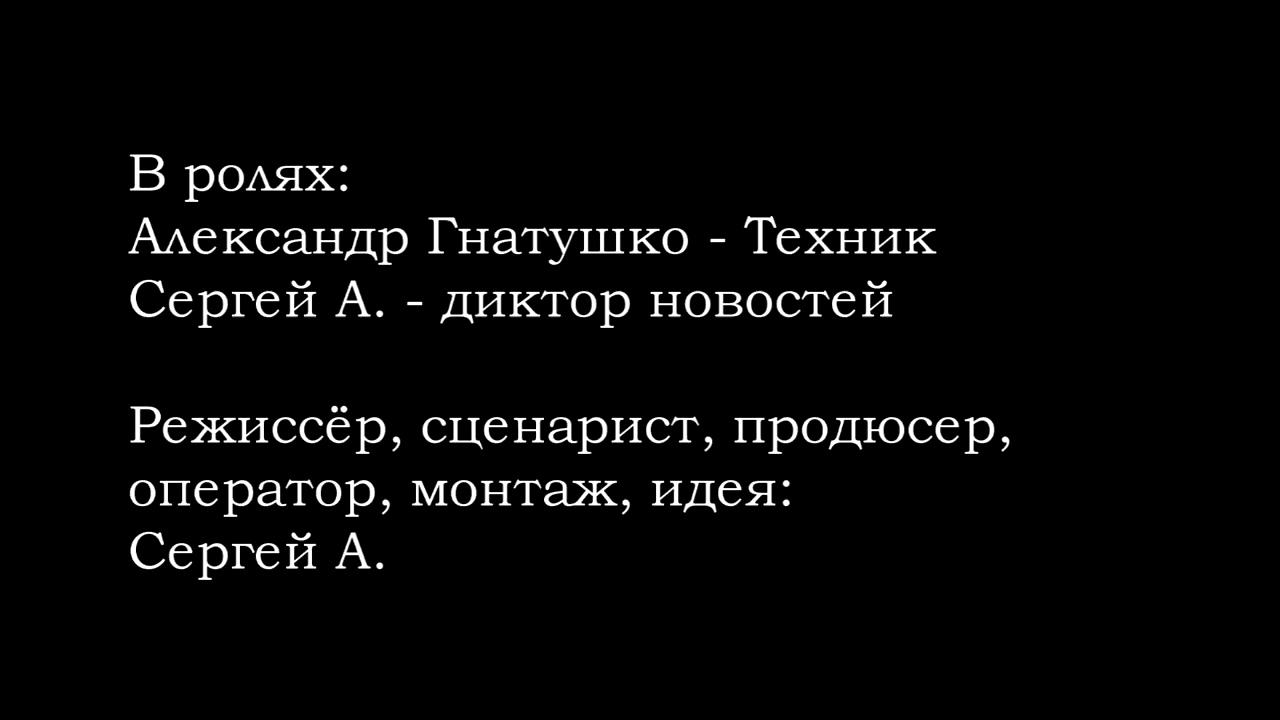 В ролях:
Александр Гнатушко - Техник
Сергей А. - диктор новостей
Режиссёр, сценарист, продюсер,
оператор, монтаж, идея:
Сергей А.